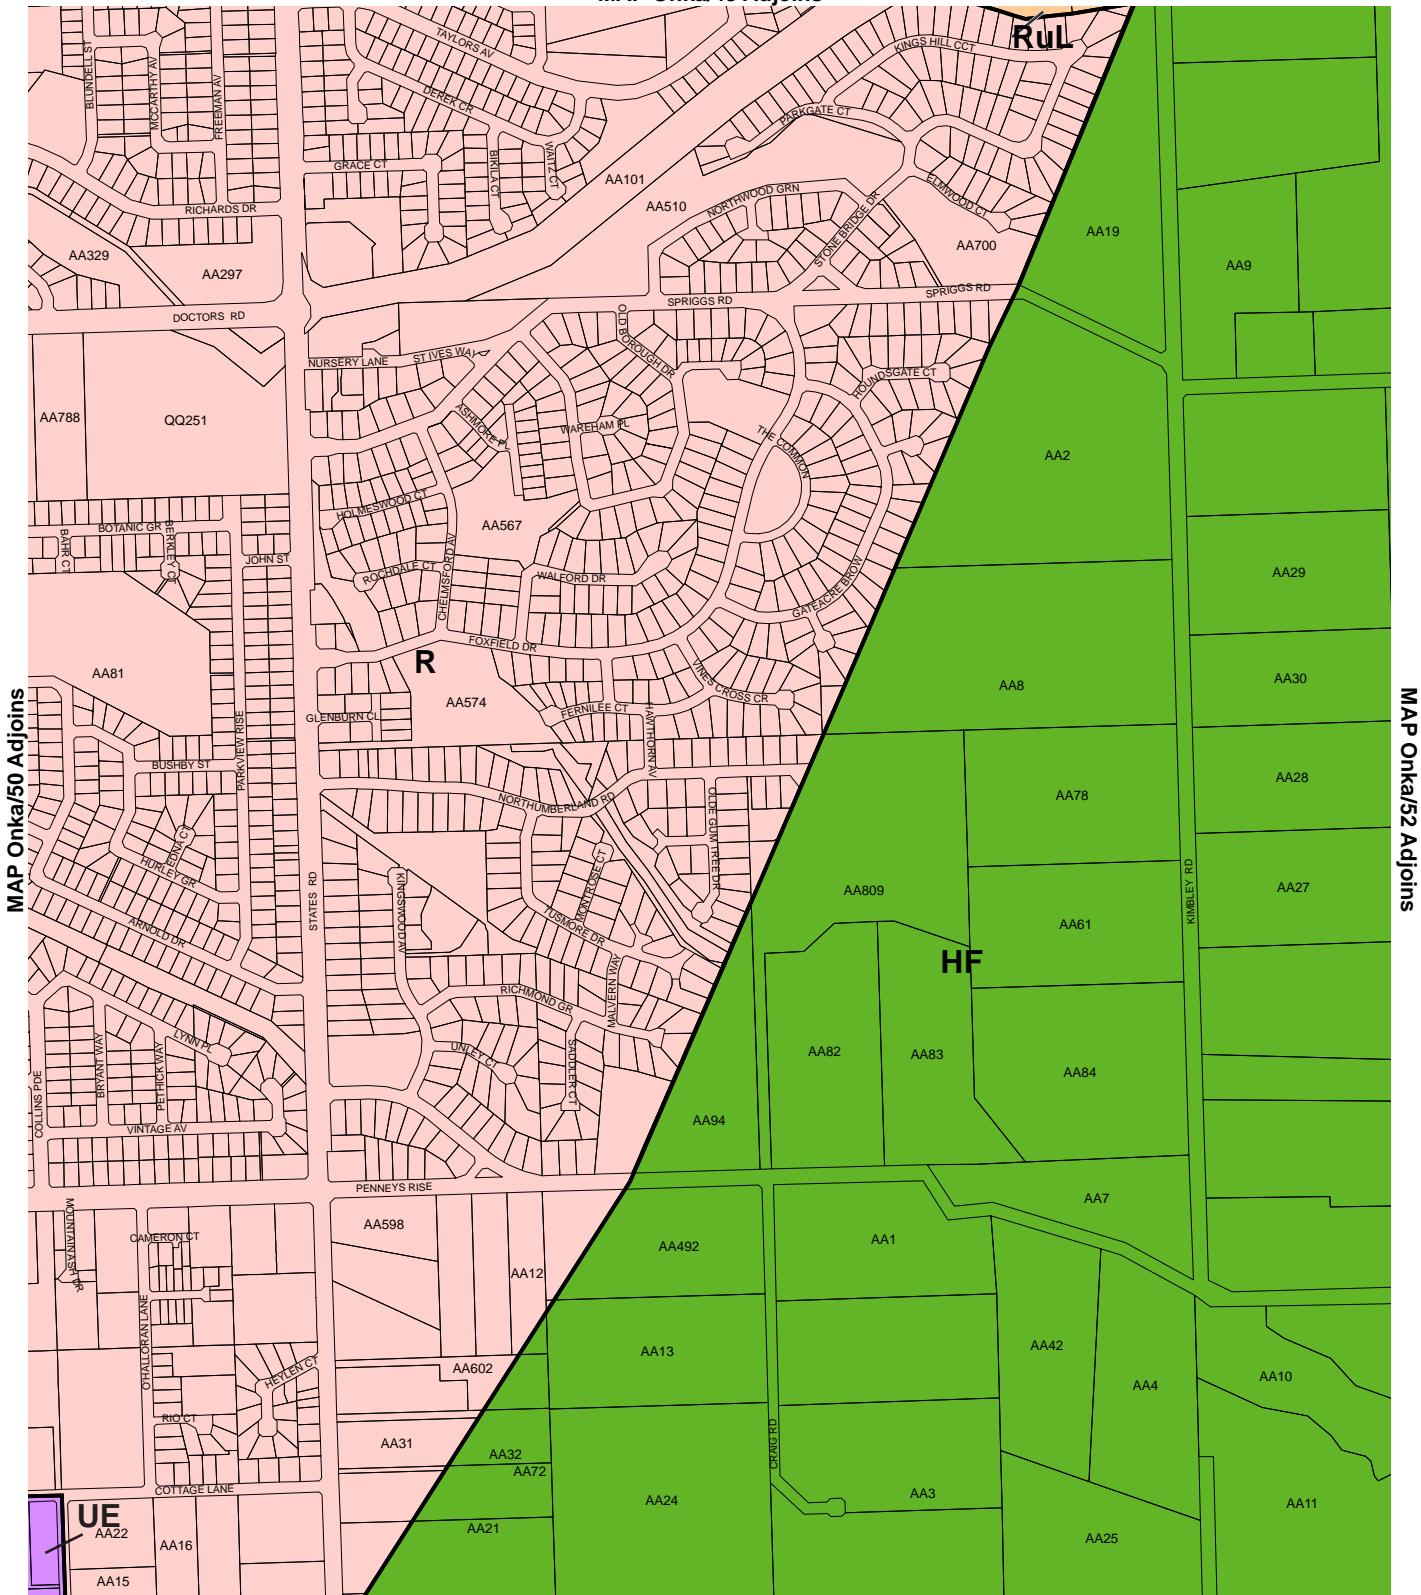 TAYLORS AV
KINGS HILL CCT
RuL
BLUNDELL ST
MCCARTHY AV
FREEMAN AV
DEREK CR
PARKGATE CT
GRACE CT
BIKILA CT
WAITZ CT
AA101
AA510
NORTHWOOD GRN
ELMWOOD CT
STONE BRIDGE DR
RICHARDS DR
AA19
AA700
AA329
AA297
AA9
SPRIGGS RD
SPRIGGS RD
DOCTORS RD
OLD BOROUGH DR
NURSERY LANE
ST IVES WAY
HOUNDSGATE CT
AA788
QQ251
ASHMORE PL
WAREHAM PL
THE COMMON
AA2
HOLMESWOOD CT
AA567
BOTANIC GR
BAHR CT
BERKLEY CT
JOHN ST
ROCHDALE CT
CHELMSFORD AV
WALFORD DR
GATEACRE BROW
AA29
FOXFIELD DR
R
AA81
AA8
AA30
VINES CROSS CR
AA574
FERNILEE CT
HAWTHORN AV
GLENBURN CL
MAP Onka/50 Adjoins
MAP Onka/52 Adjoins
PARKVIEW RISE
BUSHBY ST
AA28
AA78
NORTHUMBERLAND RD
OLDE GUM TREE DR
EDNA CT
HURLEY GR
STATES RD
KINGSWOOD AV
MONTROSE CT
AA809
KIMBLEY RD
AA27
TUSMORE DR
AA61
ARNOLD DR
HF
RICHMOND GR
MALVERN WAY
LYNN PL
UNLEY CT
SADDLER CT
AA82
AA83
AA84
COLLINS PDE
BRYANT WAY
PETHICK WAY
VINTAGE AV
AA94
PENNEYS RISE
AA7
MOUNTAIN ASH DR
CAMERON CT
AA598
AA492
AA1
AA12
O'HALLORAN LANE
AA42
AA13
AA602
HEYLEN CT
AA4
AA10
RIO CT
AA31
AA32
AA72
CRAIG RD
COTTAGE LANE
AA24
AA3
AA11
UE
AA22
AA16
AA21
AA25
AA15